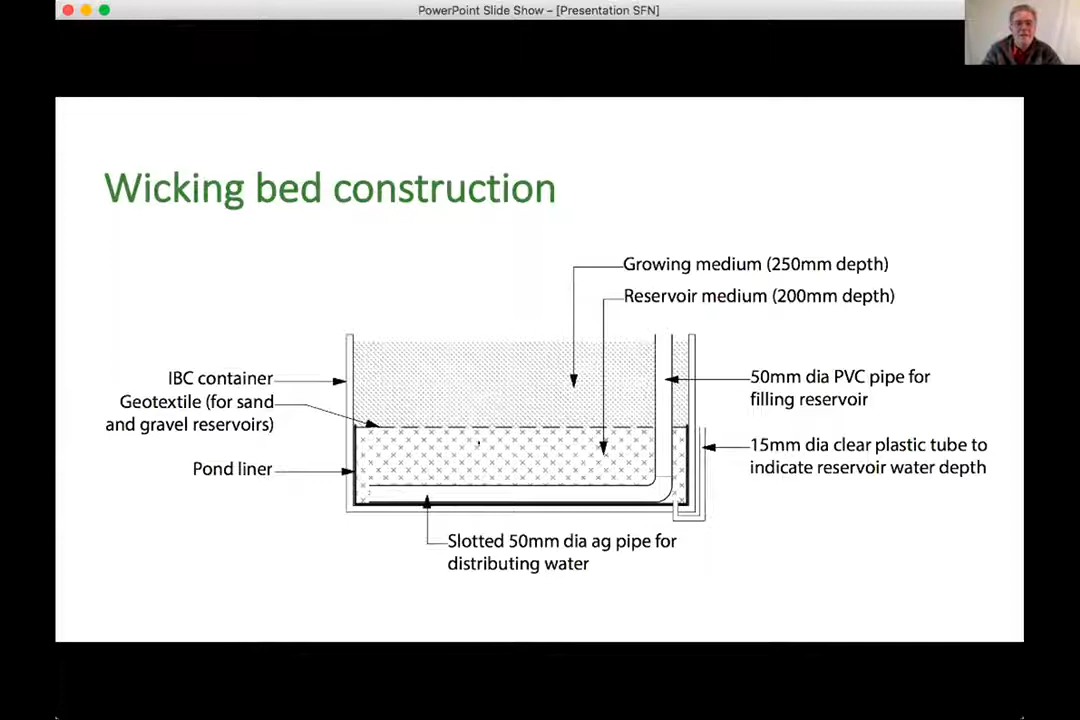 PowerPoint Slide Show – [Presentation SFN]
Wicking bed construction
Growing medium (250mm depth)
Reservoir medium (200mm depth)
IBC container
Geotextile (for sand
and gravel reservoirs)
Pond liner
50mm dia PVC pipe for
filling reservoir
15mm dia clear plastic tube to
indicate reservoir water depth
Slotted 50mm dia ag pipe for
distributing water